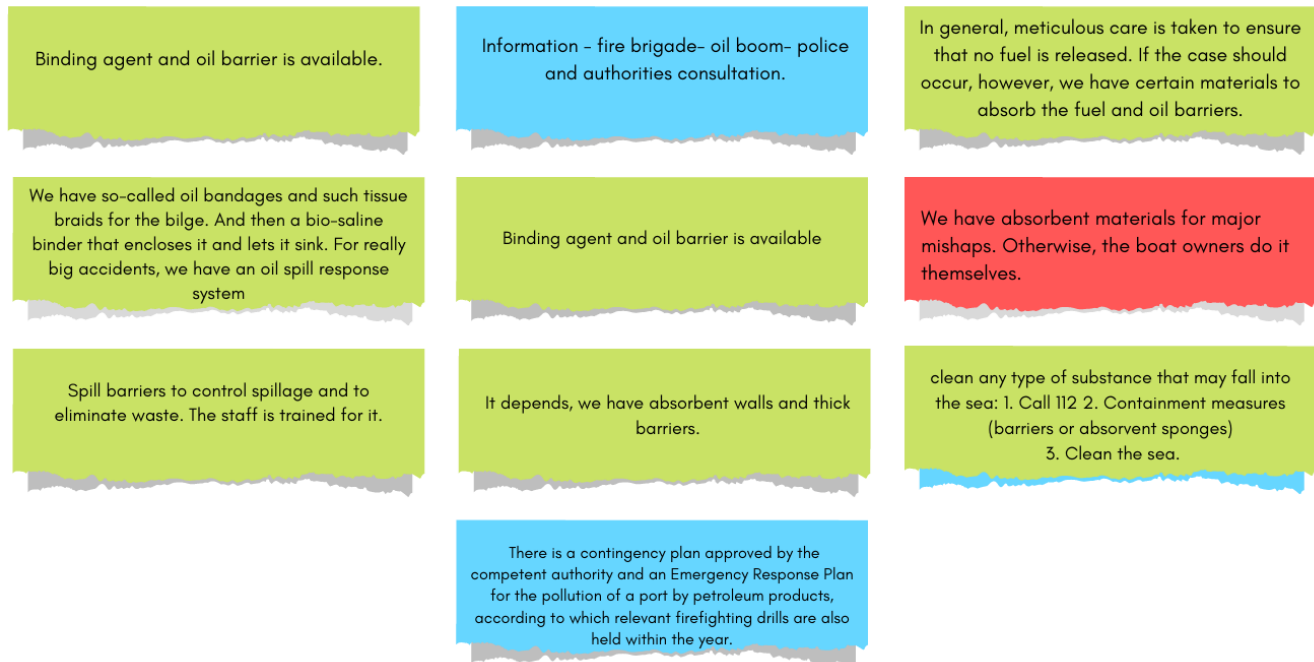 Binding agent and oil barrier is available.
Information - fire brigade- oil boom- police
and authorities consultation.
In general, meticulous care is taken to ensure
that no fuel is released. If the case should
occur, however, we have certain materials to
absorb the fuel and oil barriers.
We have so-called oil bandages and such tissue
braids for the bilge. And then a bio-saline
binder that encloses it and lets it sink. For really
big accidents, we have an oil spill response
system
Binding agent and oil barrier is available
We have absorbent materials for major
mishaps. Otherwise, the boat owners do it
themselves.
Spill barriers to control spillage and to
eliminate waste. The staff is trained for it.
It depends, we have absorbent walls and thick
barriers.
clean any type of substance that may fall into
the sea: 1. Call 112 2. Containment measures
(barriers or absorvent sponges)
3. Clean the sea.
There is a contingency plan approved by the
competent authority and an Emergency Response Plan
for the pollution of a port by petroleum products,
according to which relevant firefighting drills are also
held within the year.